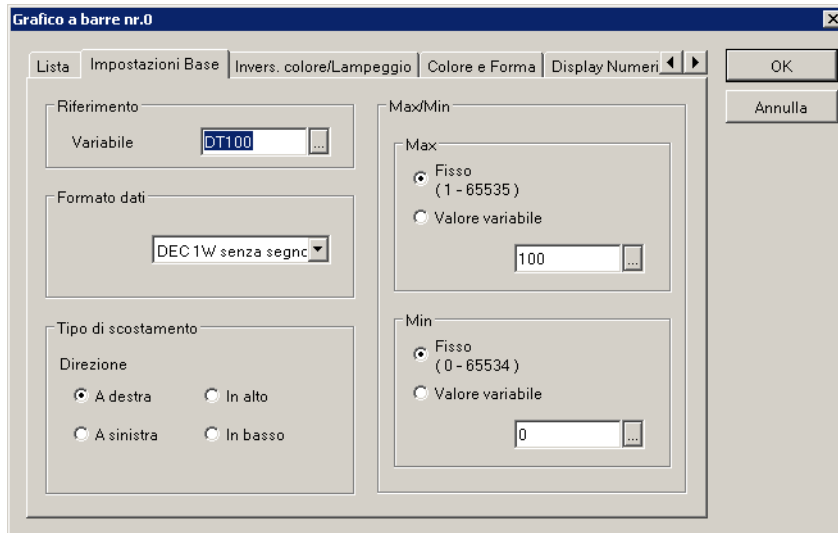 Grafico a barre nr.0
Lista Impostazioni Base Invers. colore/Lampeggio Colore e Forma Display Numeri
OK
Annulla
Riferimento
Variabile DT100 ...
Formato dati
DEC 1W senza segnc
Tipo di scostamento
Direzione
A destra In alto
A sinistra In basso
Max/Min
Max
Fisso
( 1 - 65535 )
Valore variabile
100 ...
Min
Fisso
( 0 - 65534 )
Valore variabile
0 ...